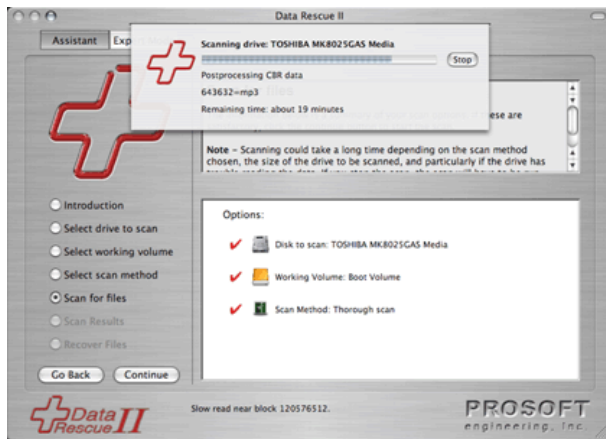 Data Rescue II
Assistant
Scanning drive: TOSHIBA MK8025GAS Media
Stop
Postprocessing CBR data
643632=mp3
Remaining time: about 19 minutes
Note – Scanning could take a long time depending on the scan method
chosen, the size of the drive to be scanned, and particularly if the drive has
Introduction
Select drive to scan
Select working volume
Select scan method
Scan for files
Scan Results
Recover Files
Go Back
Continue
Options:
Disk to scan: TOSHIBA MK8025GAS Media
Working Volume: Boot Volume
Scan Method: Thorough scan
Data
Rescue II
Slow read near block 120576512.
PROSOFT
engineering, inc.